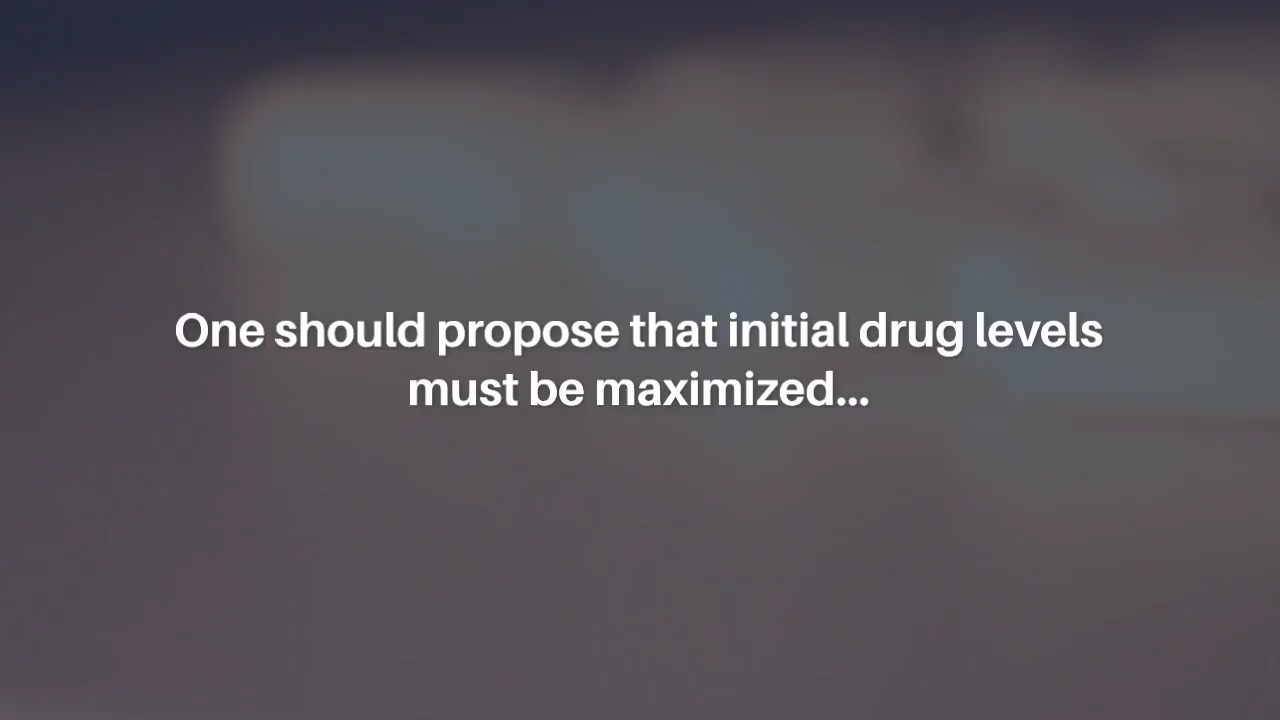 One should propose that initial drug levels
must be maximized...